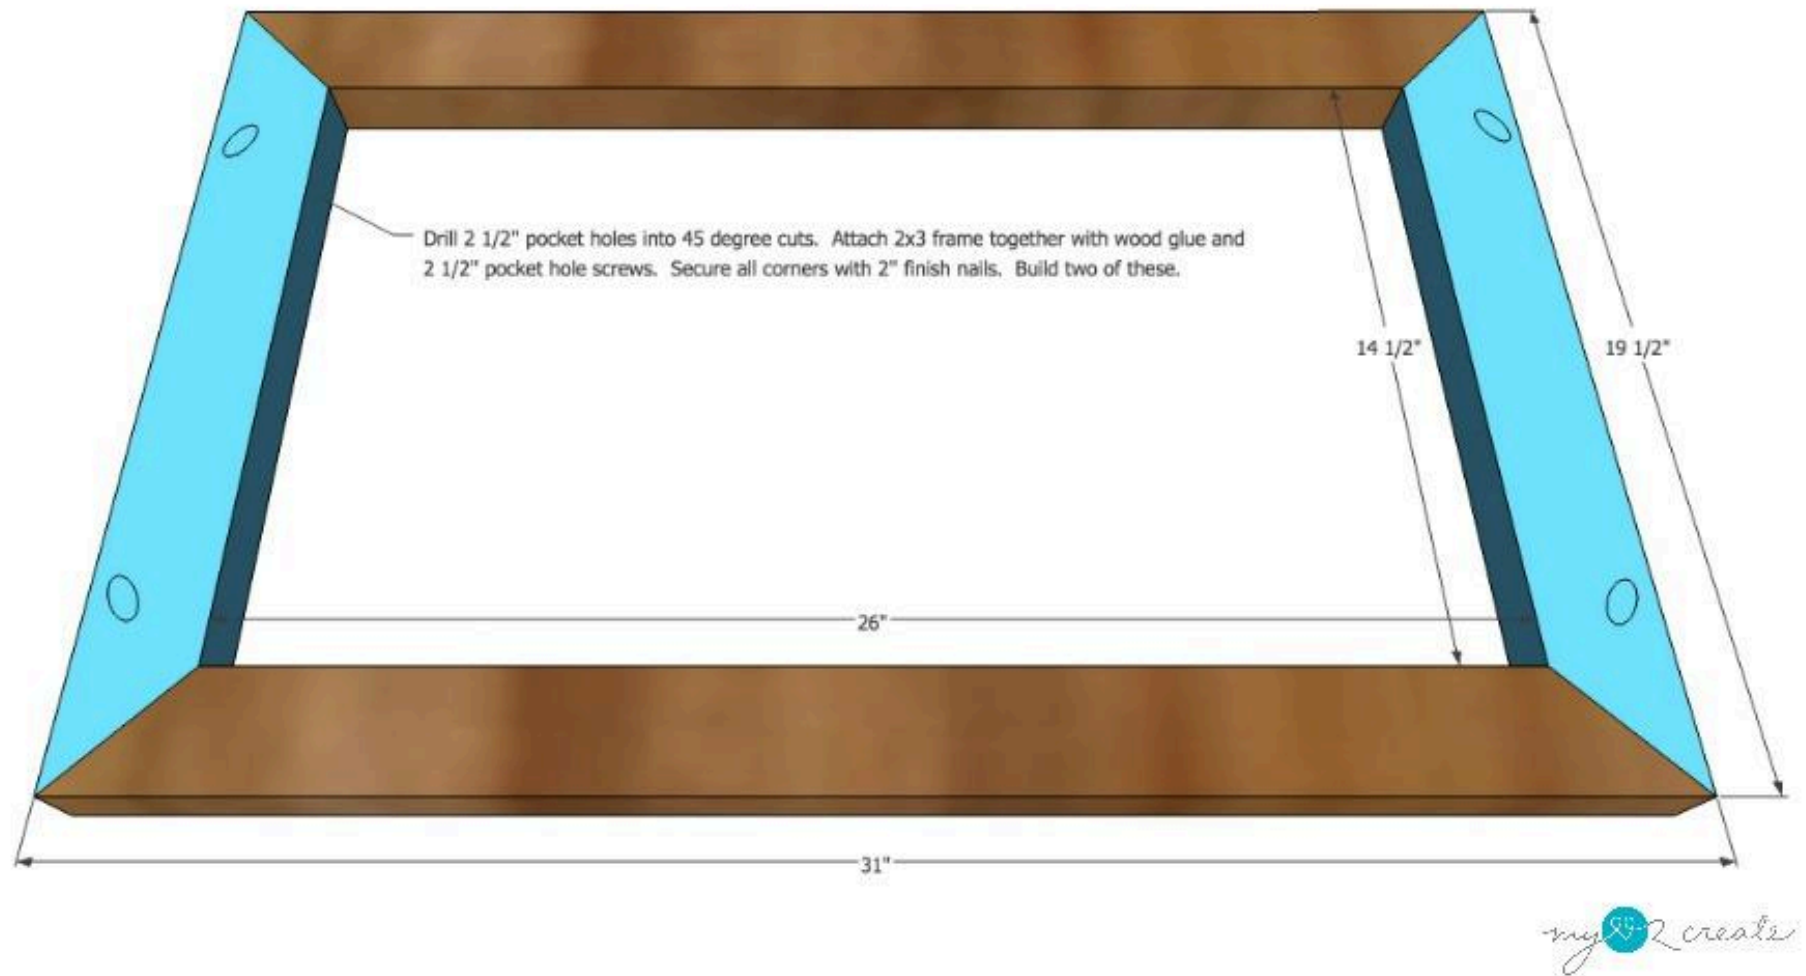 Drill 2 1/2" pocket holes into 45 degree cuts.  Attach 2x3 frame together with wood glue and
2 1/2" pocket hole screws.  Secure all corners with 2" finish nails.  Build two of these.
14 1/2"
19 1/2"
26"
31"
my 2 create